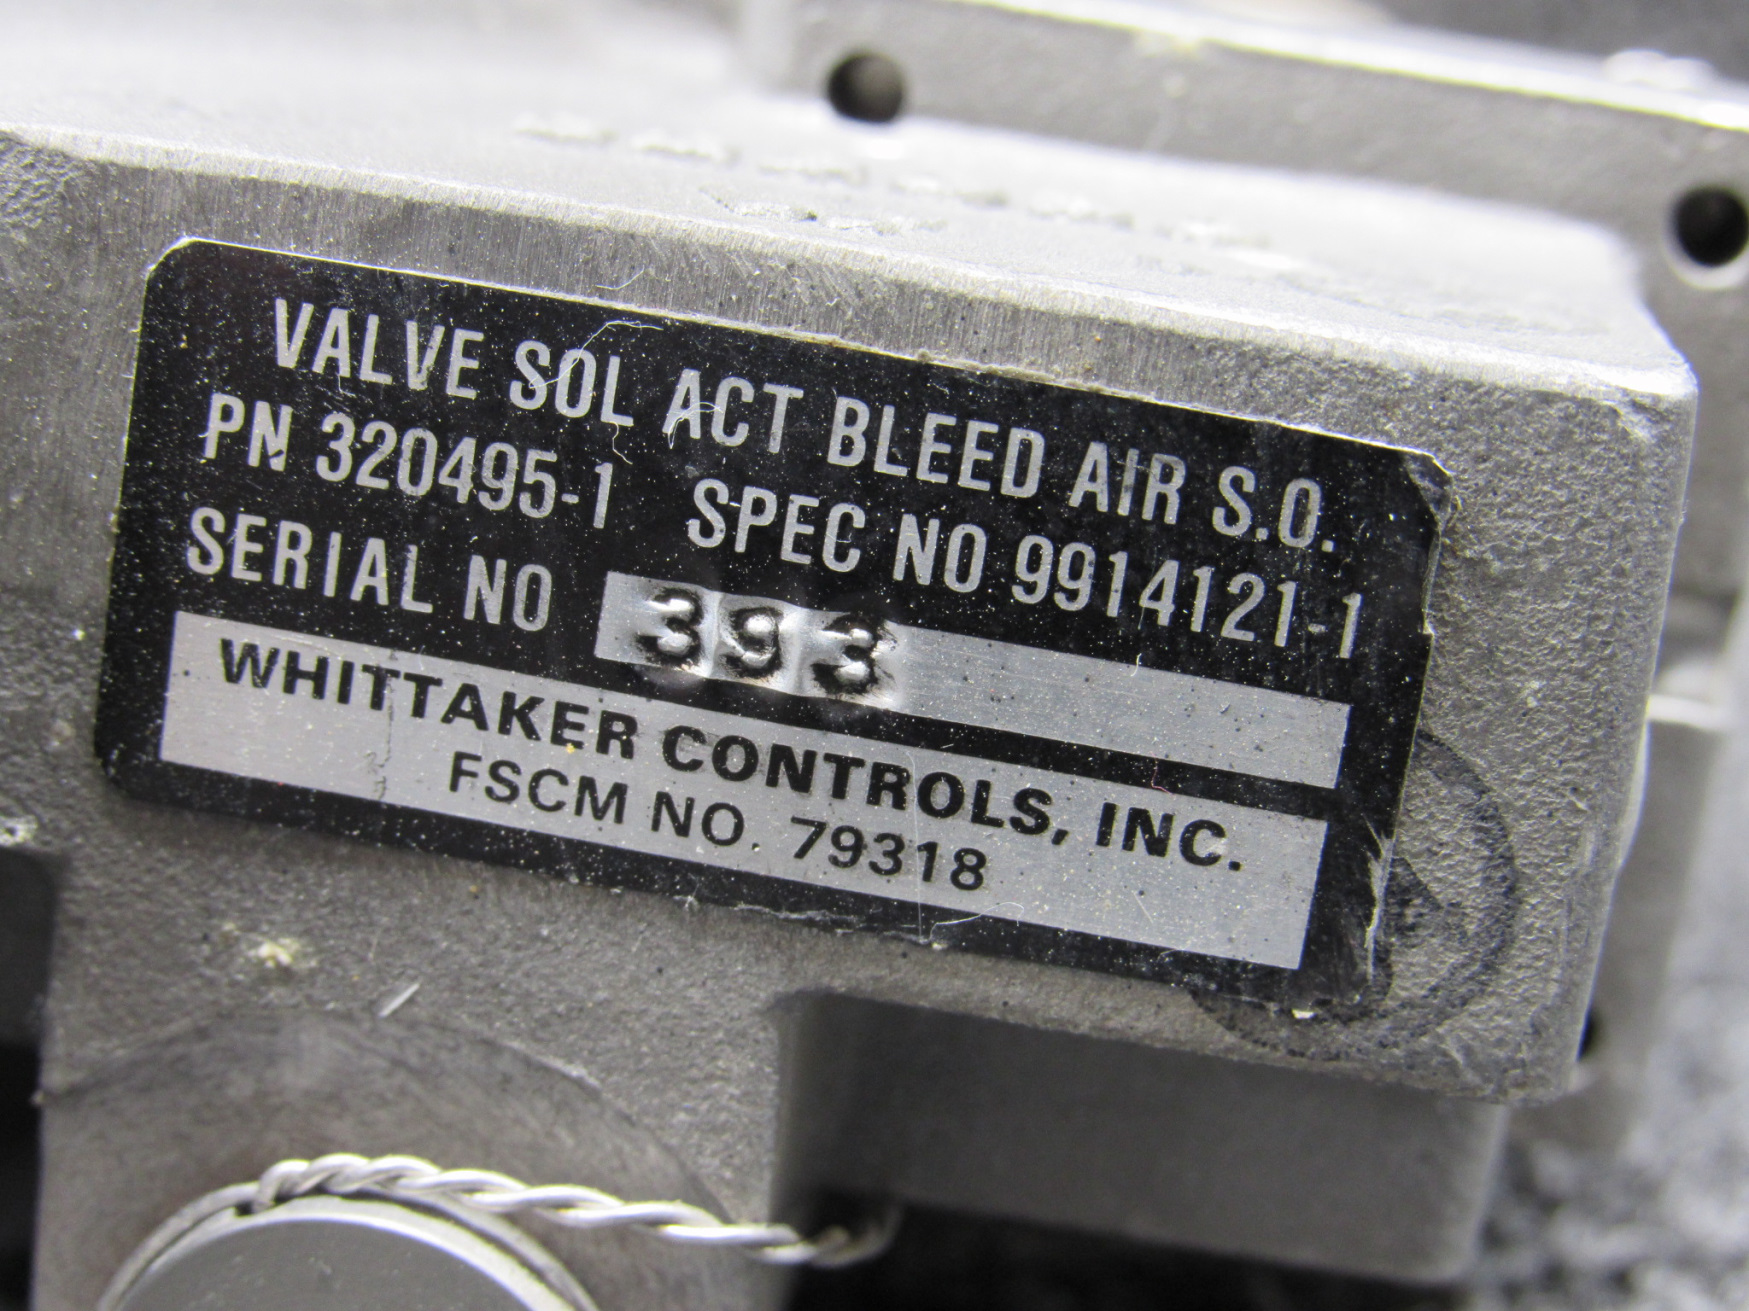 VALVE SOL ACT BLEED AIR S.O.
PN 320495-1 SPEC NO 9914121-1
SERIAL NO 393
WHITTAKER CONTROLS, INC.
FSCM NO. 79318